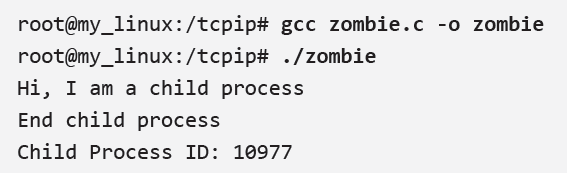 root@my_linux:/tcpip# gcc zombie.c -o zombie
root@my_linux:/tcpip# ./zombie
Hi, I am a child process
End child process
Child Process ID: 10977